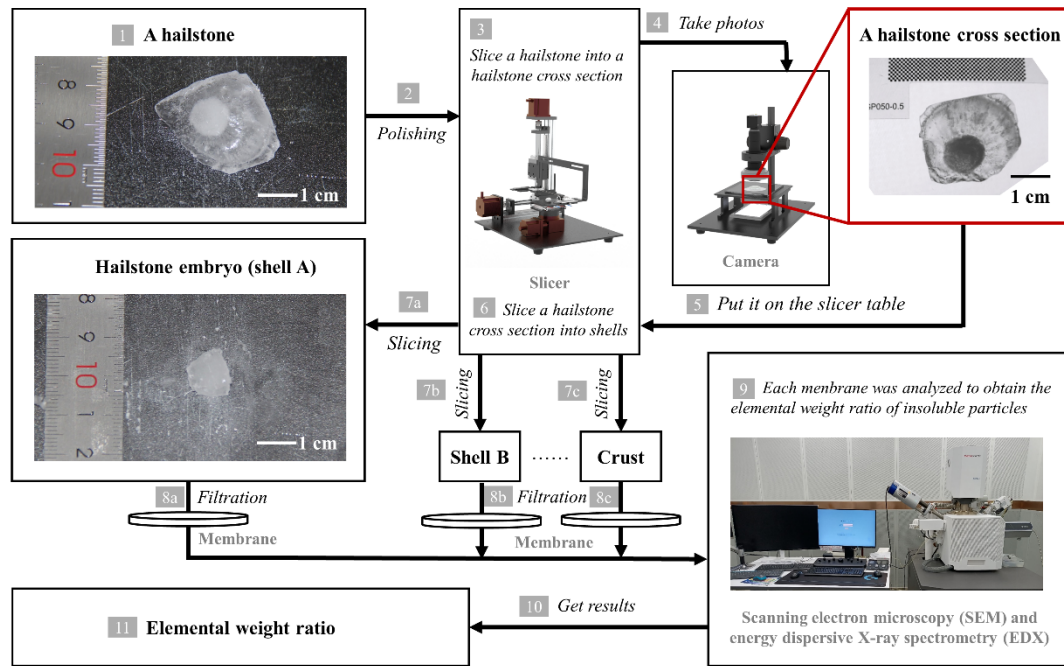 1 A hailstone
8
9
10
1 cm
2
Polishing
3
Slice a hailstone into a
hailstone cross section
Slicer
4 Take photos
Camera
A hailstone cross section
SP050-0.5
1 cm
5 Put it on the slicer table
6 Slice a hailstone
cross section into shells
7a
Slicing
Hailstone embryo (shell A)
8
9
10
1
2
1 cm
7b
Slicing
7c
Slicing
Shell B
......
Crust
8a Filtration
Membrane
8b Filtration 8c
Membrane
9 Each menbrane was analyzed to obtain the
elemental weight ratio of insoluble particles
Scanning electron microscopy (SEM) and
energy dispersive X-ray spectrometry (EDX)
10 Get results
11 Elemental weight ratio